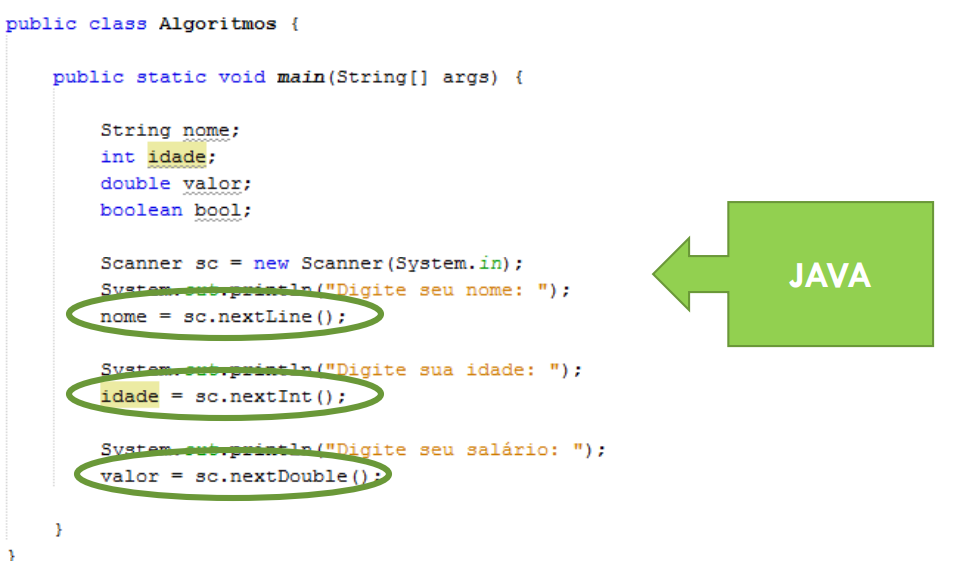 public class Algoritmos {
public static void main(String[] args) {
String nome;
int idade;
double valor;
boolean bool;
Scanner sc = new Scanner(System.in);
System.out.println("Digite seu nome: ");
nome = sc.nextLine();
System.out.println("Digite sua idade: ");
idade = sc.nextInt();
System.out.println("Digite seu salário: ");
valor = sc.nextDouble();
}
}
JAVA